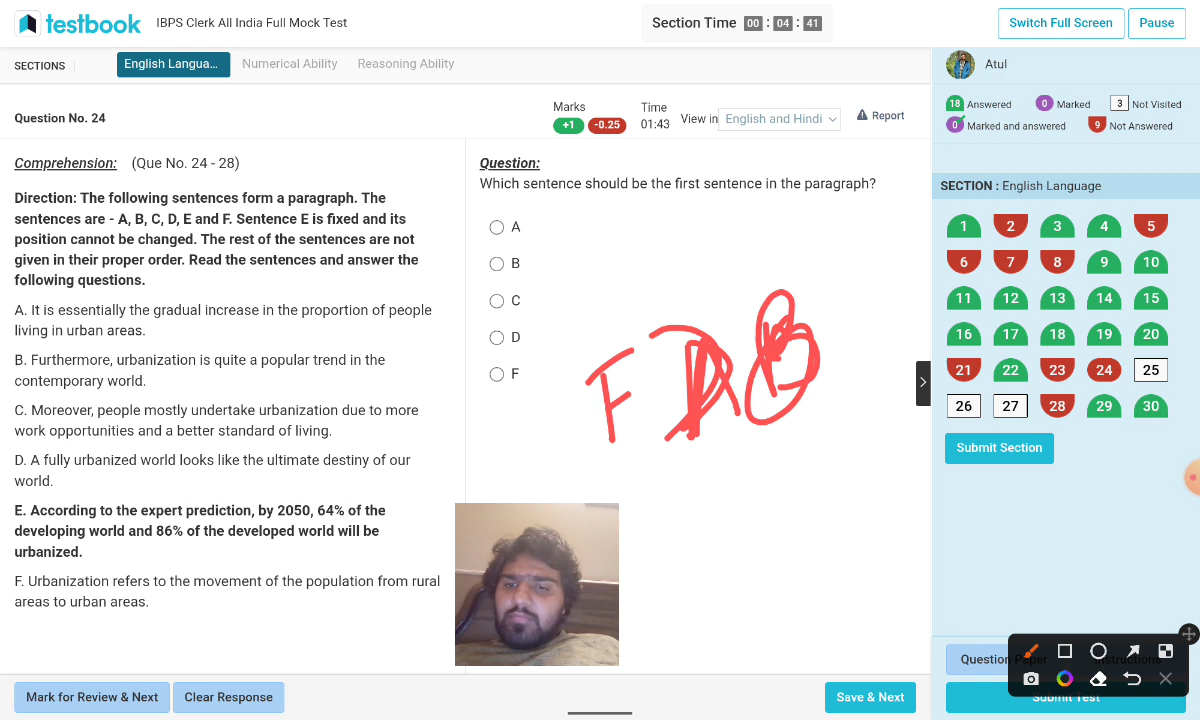 testbook IBPS Clerk All India Full Mock Test Section Time 00 : 04 : 41 Switch Full Screen Pause
SECTIONS English Langua... Numerical Ability Reasoning Ability
Atul
18 Answered 0 Marked 3 Not Visited
0 Marked and answered 9 Not Answered
Question No. 24
Marks
+1 -0.25
Time
01:43
View in English and Hindi
Report
Comprehension: (Que No. 24 - 28)
Direction: The following sentences form a paragraph. The
sentences are - A, B, C, D, E and F. Sentence E is fixed and its
position cannot be changed. The rest of the sentences are not
given in their proper order. Read the sentences and answer the
following questions.
A. It is essentially the gradual increase in the proportion of people
living in urban areas.
B. Furthermore, urbanization is quite a popular trend in the
contemporary world.
C. Moreover, people mostly undertake urbanization due to more
work opportunities and a better standard of living.
D. A fully urbanized world looks like the ultimate destiny of our
world.
E. According to the expert prediction, by 2050, 64% of the
developing world and 86% of the developed world will be
urbanized.
F. Urbanization refers to the movement of the population from rural
areas to urban areas.
Question:
Which sentence should be the first sentence in the paragraph?
A
B
C
D
F
F
SECTION : English Language
1 2 3 4 5
6 7 8 9 10
11 12 13 14 15
16 17 18 19 20
21 22 23 24 25
26 27 28 29 30
Submit Section
Question Paper Instructions
Mark for Review & Next Clear Response Save & Next Submit Test